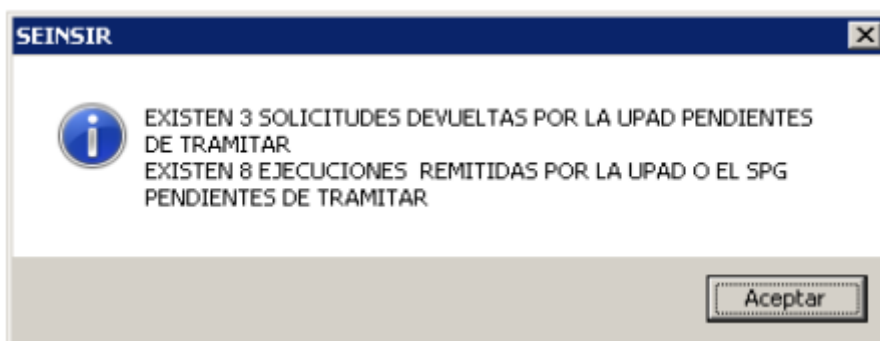 SEINSIR
EXISTEN 3 SOLICITUDES DEVUELTAS POR LA UPAD PENDIENTES
DE TRAMITAR
EXISTEN 8 EJECUCIONES  REMITIDAS POR LA UPAD O EL SPG
PENDIENTES DE TRAMITAR
Aceptar